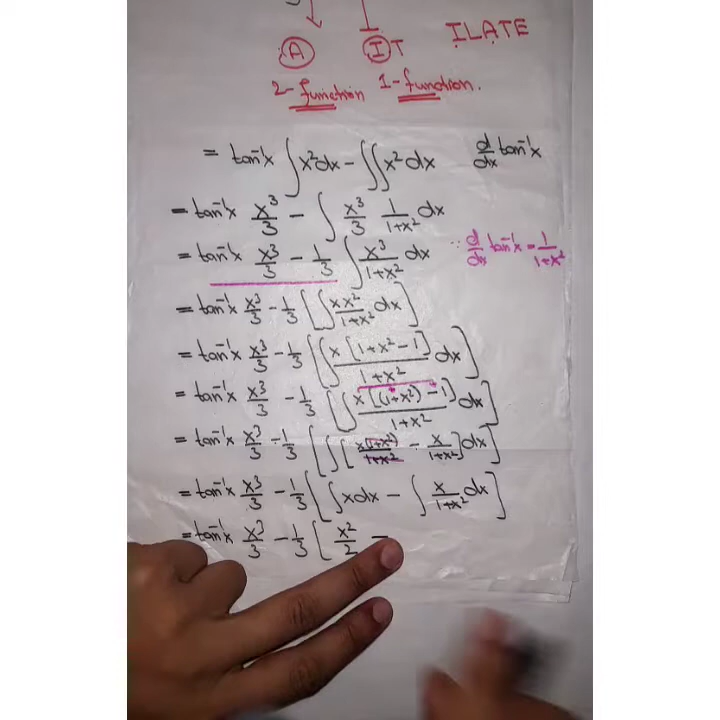 ILATE
A I T
2-function 1-function.
= tan⁻¹x ∫x²dx - ∫∫x²dx d/dx tan⁻¹x
= tan⁻¹x x³/3 - ∫ x³/3 1/1+x² dx
= tan⁻¹x x³/3 - 1/3 ∫ x³/1+x² dx ∵ d/dx tan⁻¹x = 1/1+x²
= tan⁻¹x x³/3 - 1/3 [∫ xx²/1+x² dx]
= tan⁻¹x x³/3 - 1/3 [∫ x[1+x²-1]/1+x² dx]
= tan⁻¹x x³/3 - 1/3 [∫ x[(1+x²)-1]/1+x² dx]
= tan⁻¹x x³/3 - 1/3 [∫[x(1+x²)/1+x² - x/1+x²]dx]
= tan⁻¹x x³/3 - 1/3 [∫xdx - ∫ x/1+x² dx]
= tan⁻¹x x³/3 - 1/3 [x²/2 -